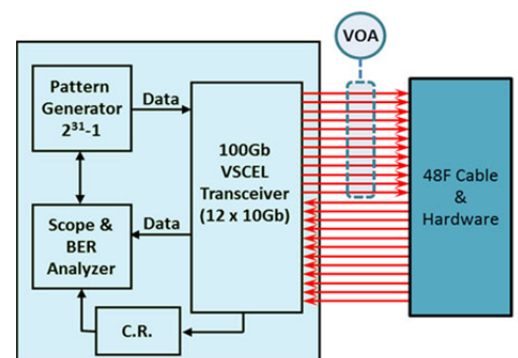 VOA
Pattern
Generator
2³¹-1
Data
100Gb
VSCEL
Transceiver
(12 x 10Gb)
48F Cable
&
Hardware
Scope &
BER
Analyzer
Data
C.R.